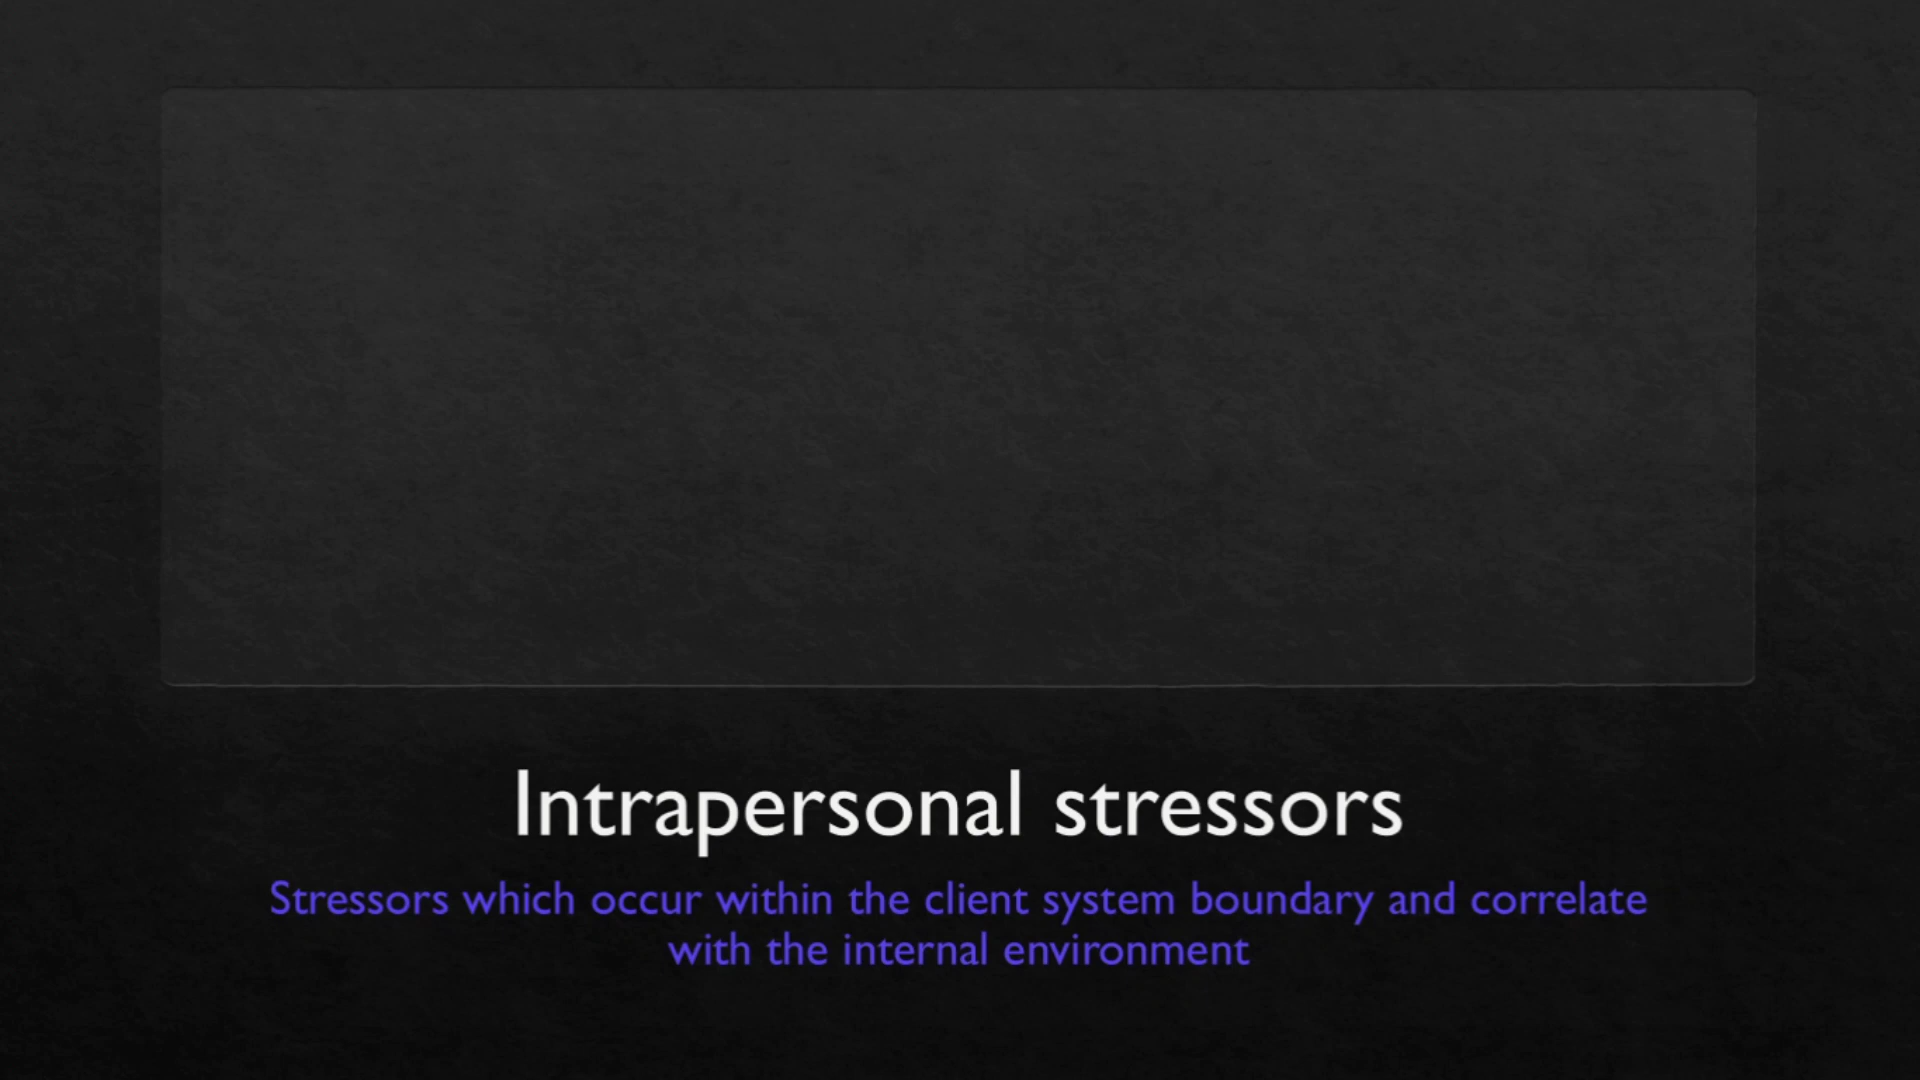 Intrapersonal stressors
Stressors which occur within the client system boundary and correlate
with the internal environment